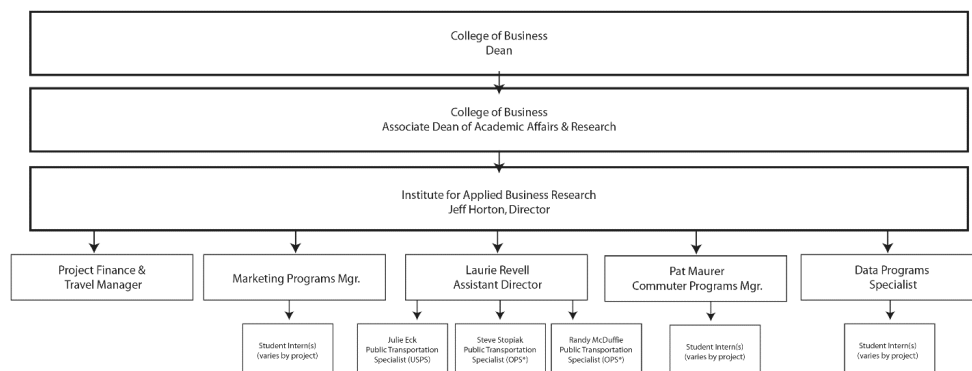 College of Business
Dean
College of Business
Associate Dean of Academic Affairs & Research
Institute for Applied Business Research
Jeff Horton, Director
Project Finance &
Travel Manager
Marketing Programs Mgr.
Laurie Revell
Assistant Director
Pat Maurer
Commuter Programs Mgr.
Data Programs
Specialist
Student Intern(s)
(varies by project)
Julie Eck
Public Transportation
Specialist (USPS)
Steve Stopiak
Public Transportation
Specialist (OPS*)
Randy McDuffie
Public Transportation
Specialist (OPS*)
Student Intern(s)
(varies by project)
Student Intern(s)
(varies by project)